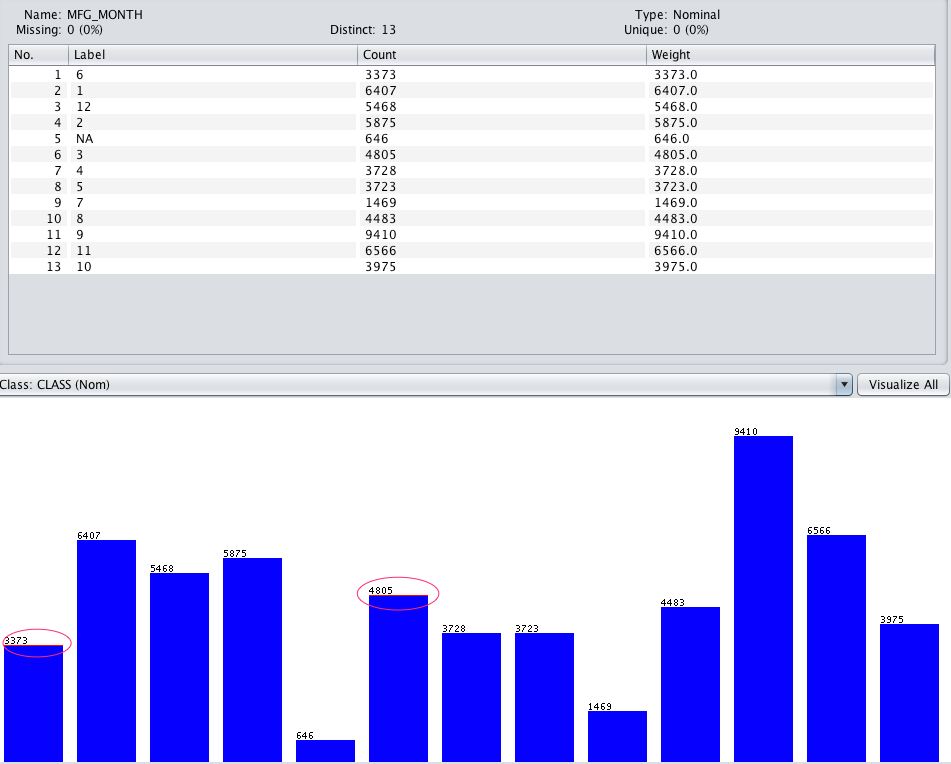 Name: MFG_MONTH Type: Nominal
Missing: 0 (0%) Distinct: 13 Unique: 0 (0%)
No. Label Count Weight
1 6 3373 3373.0
2 1 6407 6407.0
3 12 5468 5468.0
4 2 5875 5875.0
5 NA 646 646.0
6 3 4805 4805.0
7 4 3728 3728.0
8 5 3723 3723.0
9 7 1469 1469.0
10 8 4483 4483.0
11 9 9410 9410.0
12 11 6566 6566.0
13 10 3975 3975.0
Class: CLASS (Nom) Visualize All
9410
6407
6566
5875
5468
4805
4483
3975
3728 3723
3373
1469
646